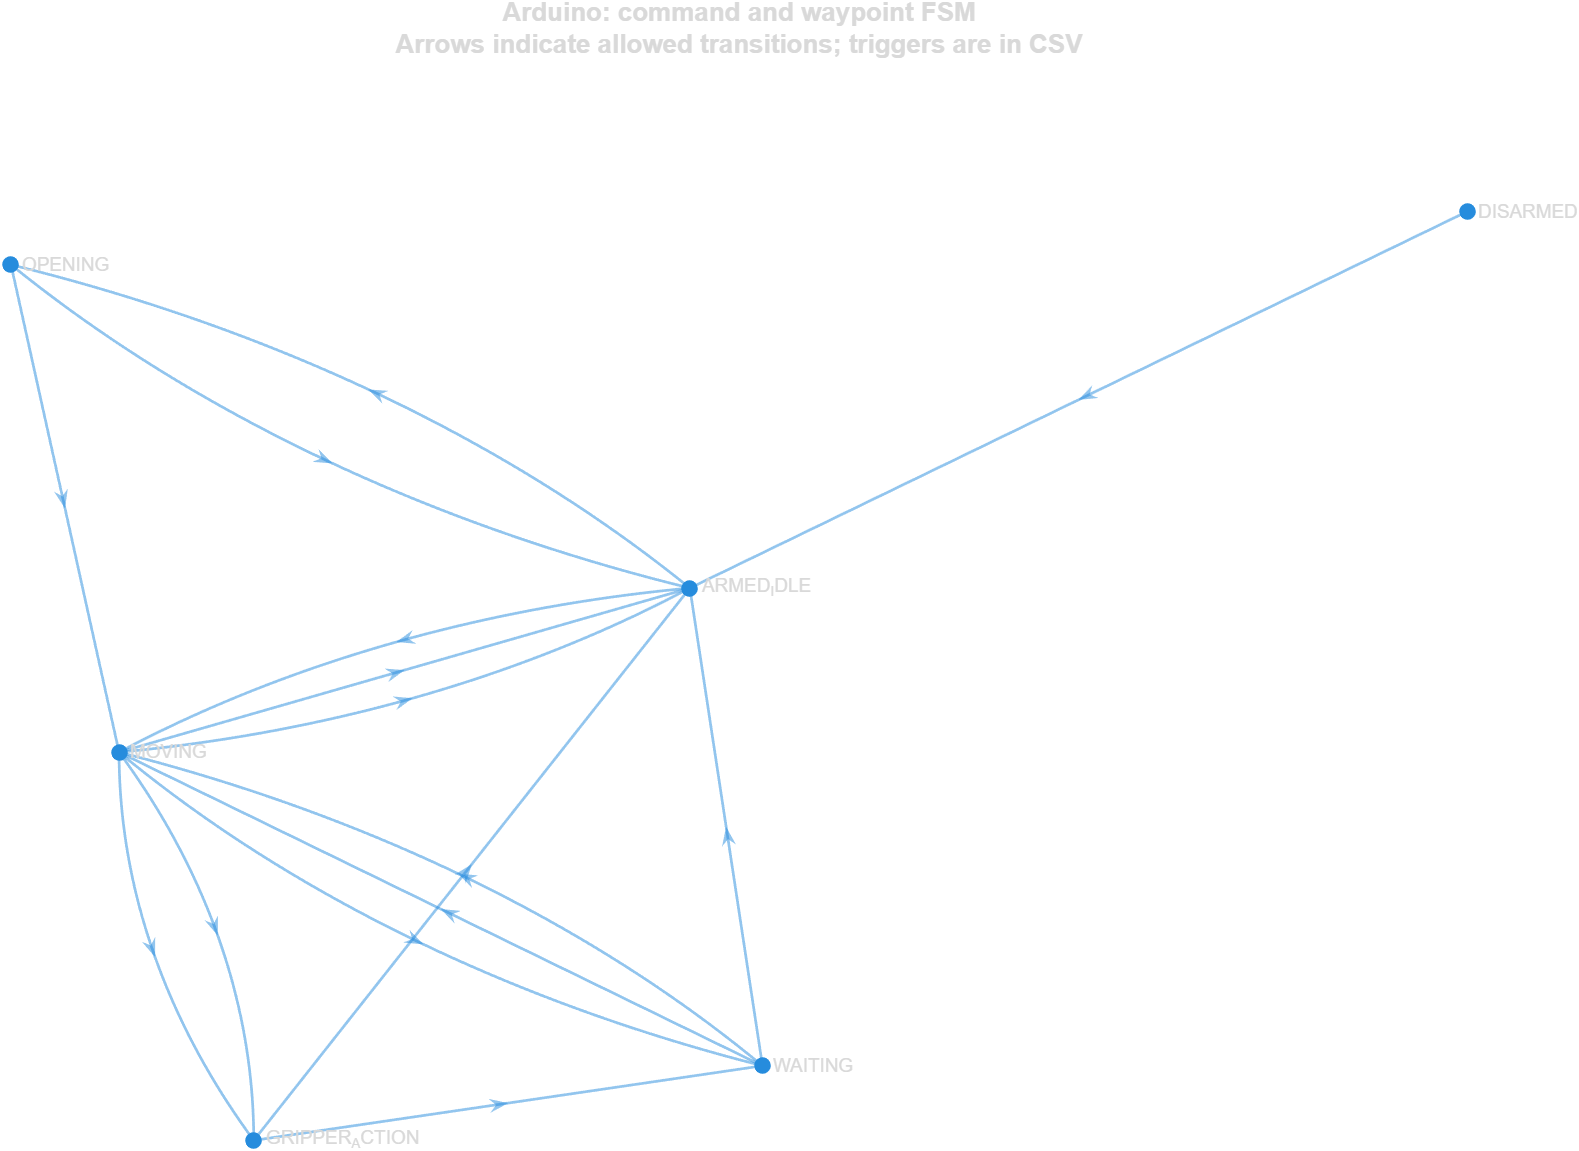 Arduino: command and waypoint FSM
Arrows indicate allowed transitions; triggers are in CSV
DISARMED
OPENING
ARMED_IDLE
MOVING
WAITING
GRIPPER_ACTION